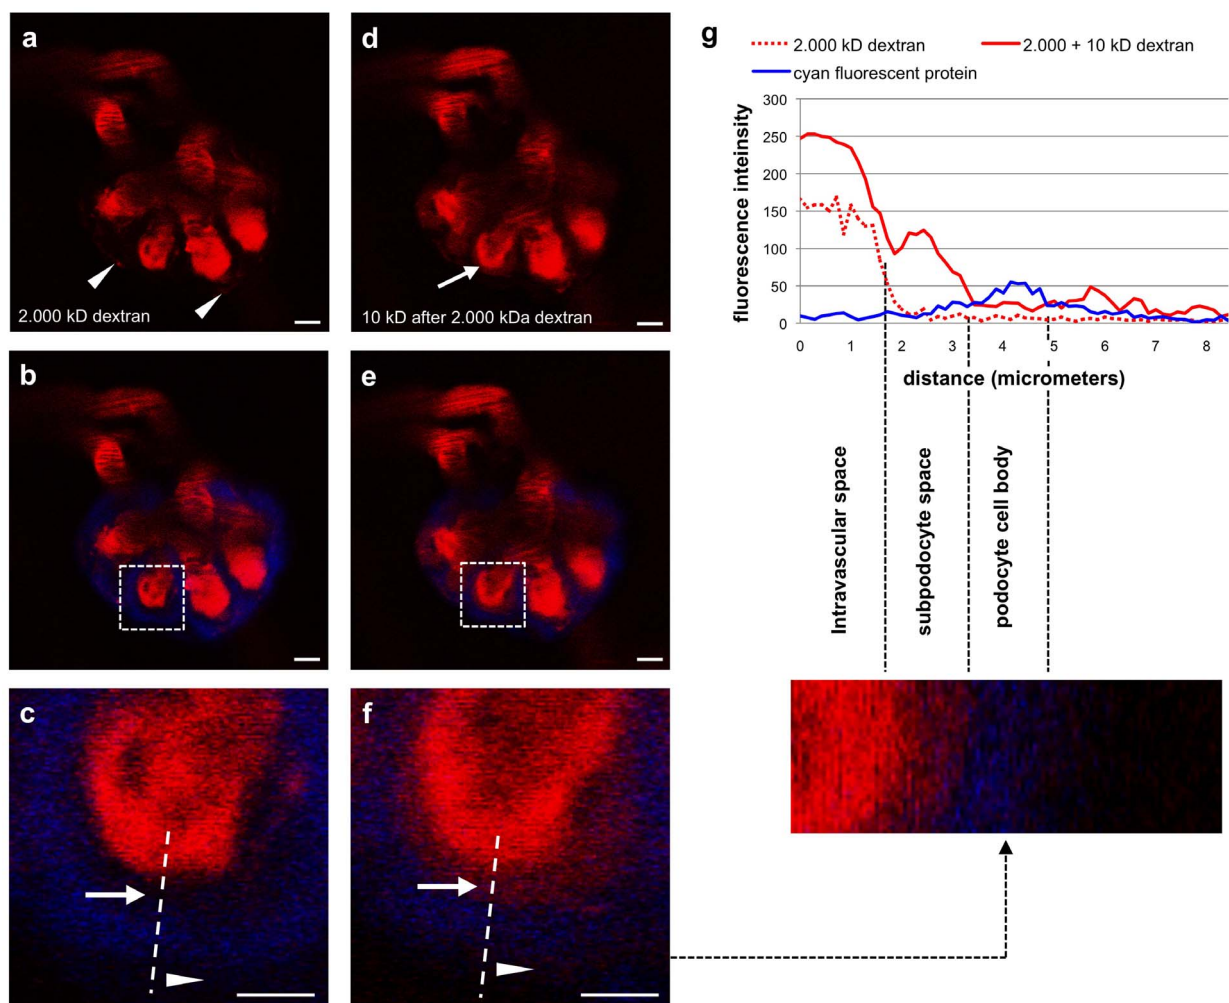 a
2.000 kD dextran
d
10 kD after 2.000 kDa dextran
b
e
c
f
g
2.000 kD dextran
2.000 + 10 kD dextran
cyan fluorescent protein
fluorescence inteinsity
300
250
200
150
100
50
0
0 1 2 3 4 5 6 7 8
distance (micrometers)
Intravascular space
subpodocyte space
podocyte cell body